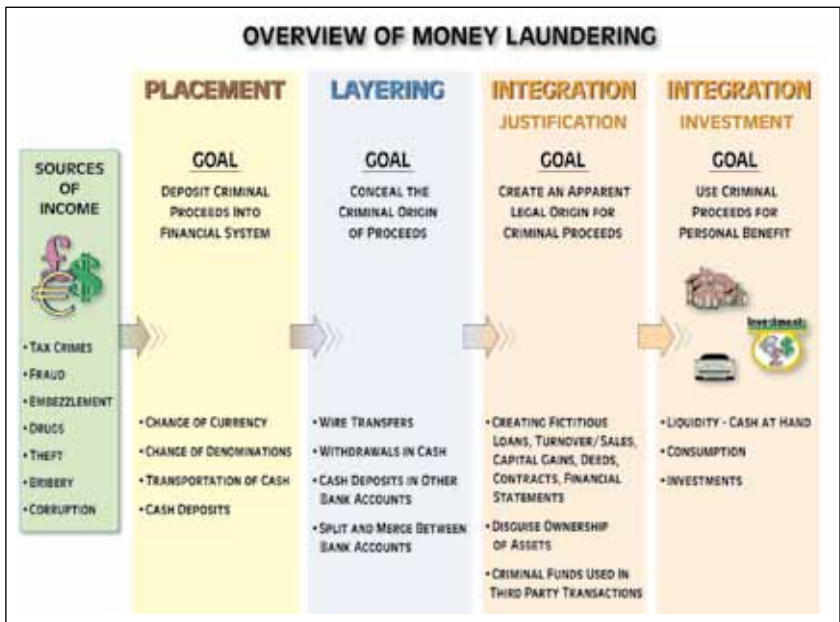 OVERVIEW OF MONEY LAUNDERING
SOURCES
OF
INCOME
• TAX CRIMES
• FRAUD
• EMBEZZLEMENT
• DRUGS
• THEFT
• BRIBERY
• CORRUPTION
PLACEMENT
GOAL
DEPOSIT CRIMINAL
PROCEEDS INTO
FINANCIAL SYSTEM
• CHANGE OF CURRENCY
• CHANGE OF DENOMINATIONS
• TRANSPORTATION OF CASH
• CASH DEPOSITS
LAYERING
GOAL
CONCEAL THE
CRIMINAL ORIGIN
OF PROCEEDS
• WIRE TRANSFERS
• WITHDRAWALS IN CASH
• CASH DEPOSITS IN OTHER
BANK ACCOUNTS
• SPLIT AND MERGE BETWEEN
BANK ACCOUNTS
INTEGRATION
JUSTIFICATION
GOAL
CREATE AN APPARENT
LEGAL ORIGIN FOR
CRIMINAL PROCEEDS
• CREATING FICTITIOUS
LOANS, TURNOVER/SALES,
CAPITAL GAINS, DEEDS,
CONTRACTS, FINANCIAL
STATEMENTS
• DISGUISE OWNERSHIP
OF ASSETS
• CRIMINAL FUNDS USED IN
THIRD PARTY TRANSACTIONS
INTEGRATION
INVESTMENT
GOAL
USE CRIMINAL
PROCEEDS FOR
PERSONAL BENEFIT
Investments
• LIQUIDITY - CASH AT HAND
• CONSUMPTION
• INVESTMENTS